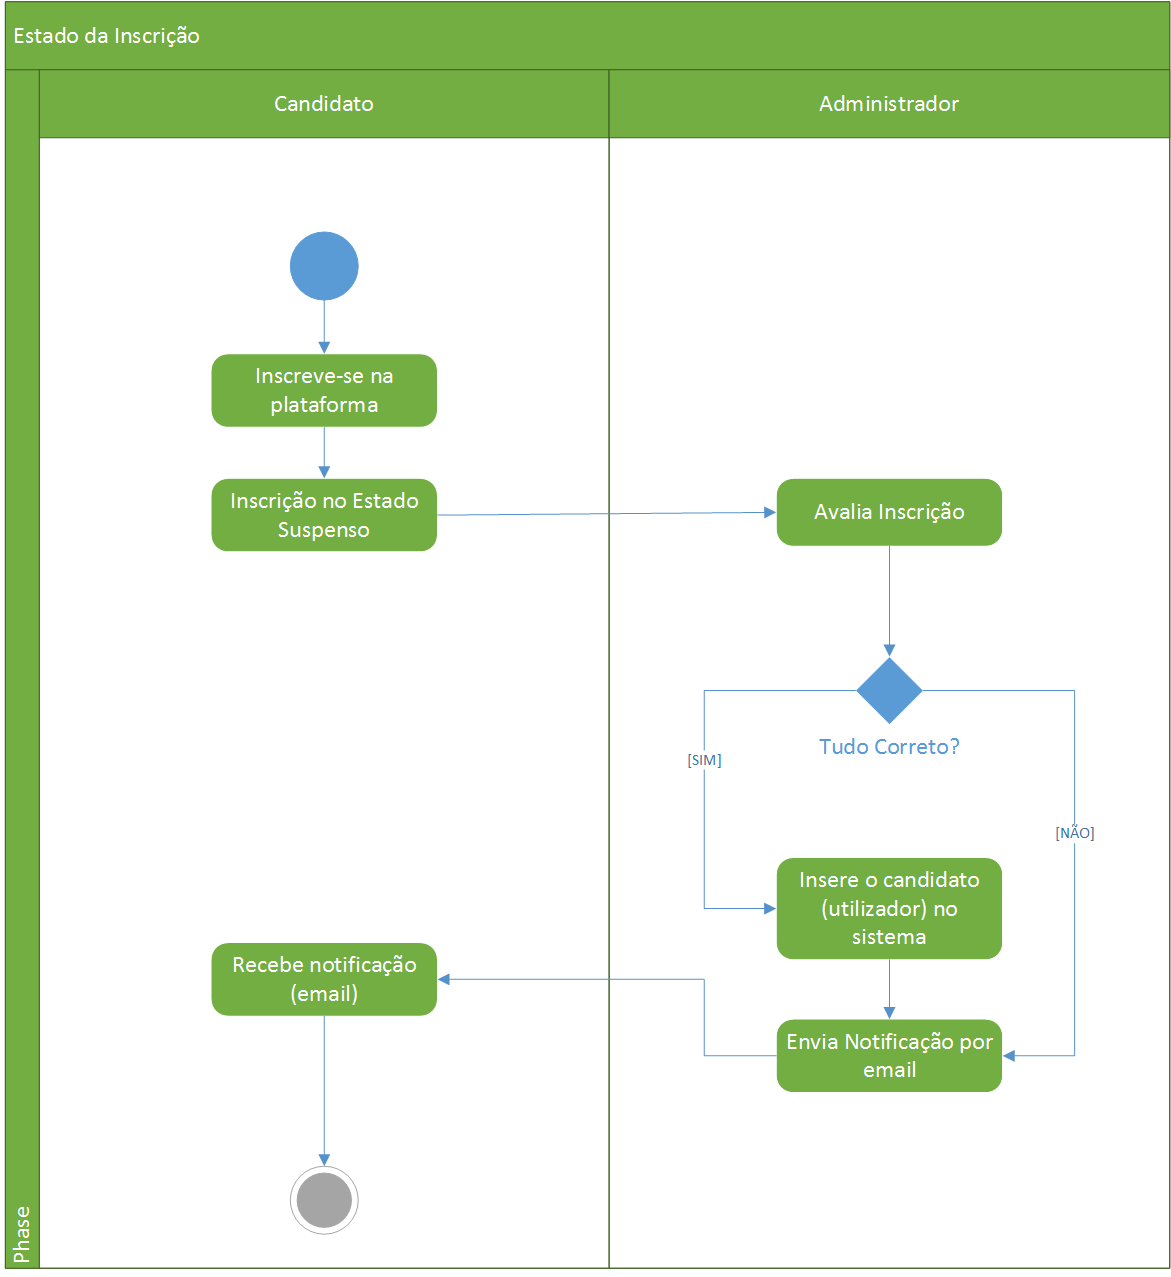 Estado da Inscrição
Candidato
Administrador
Inscreve-se na
plataforma
Inscrição no Estado
Suspenso
Avalia Inscrição
Tudo Correto?
[SIM]
[NÃO]
Insere o candidato
(utilizador) no
sistema
Recebe notificação
(email)
Envia Notificação por
email
Phase